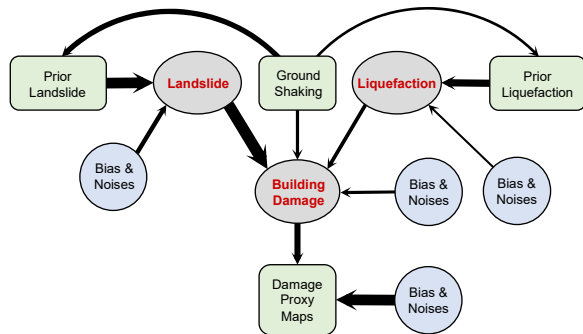 Prior
Landslide
Landslide
Ground
Shaking
Liquefaction
Prior
Liquefaction
Bias &
Noises
Building
Damage
Bias &
Noises
Bias &
Noises
Damage
Proxy
Maps
Bias &
Noises